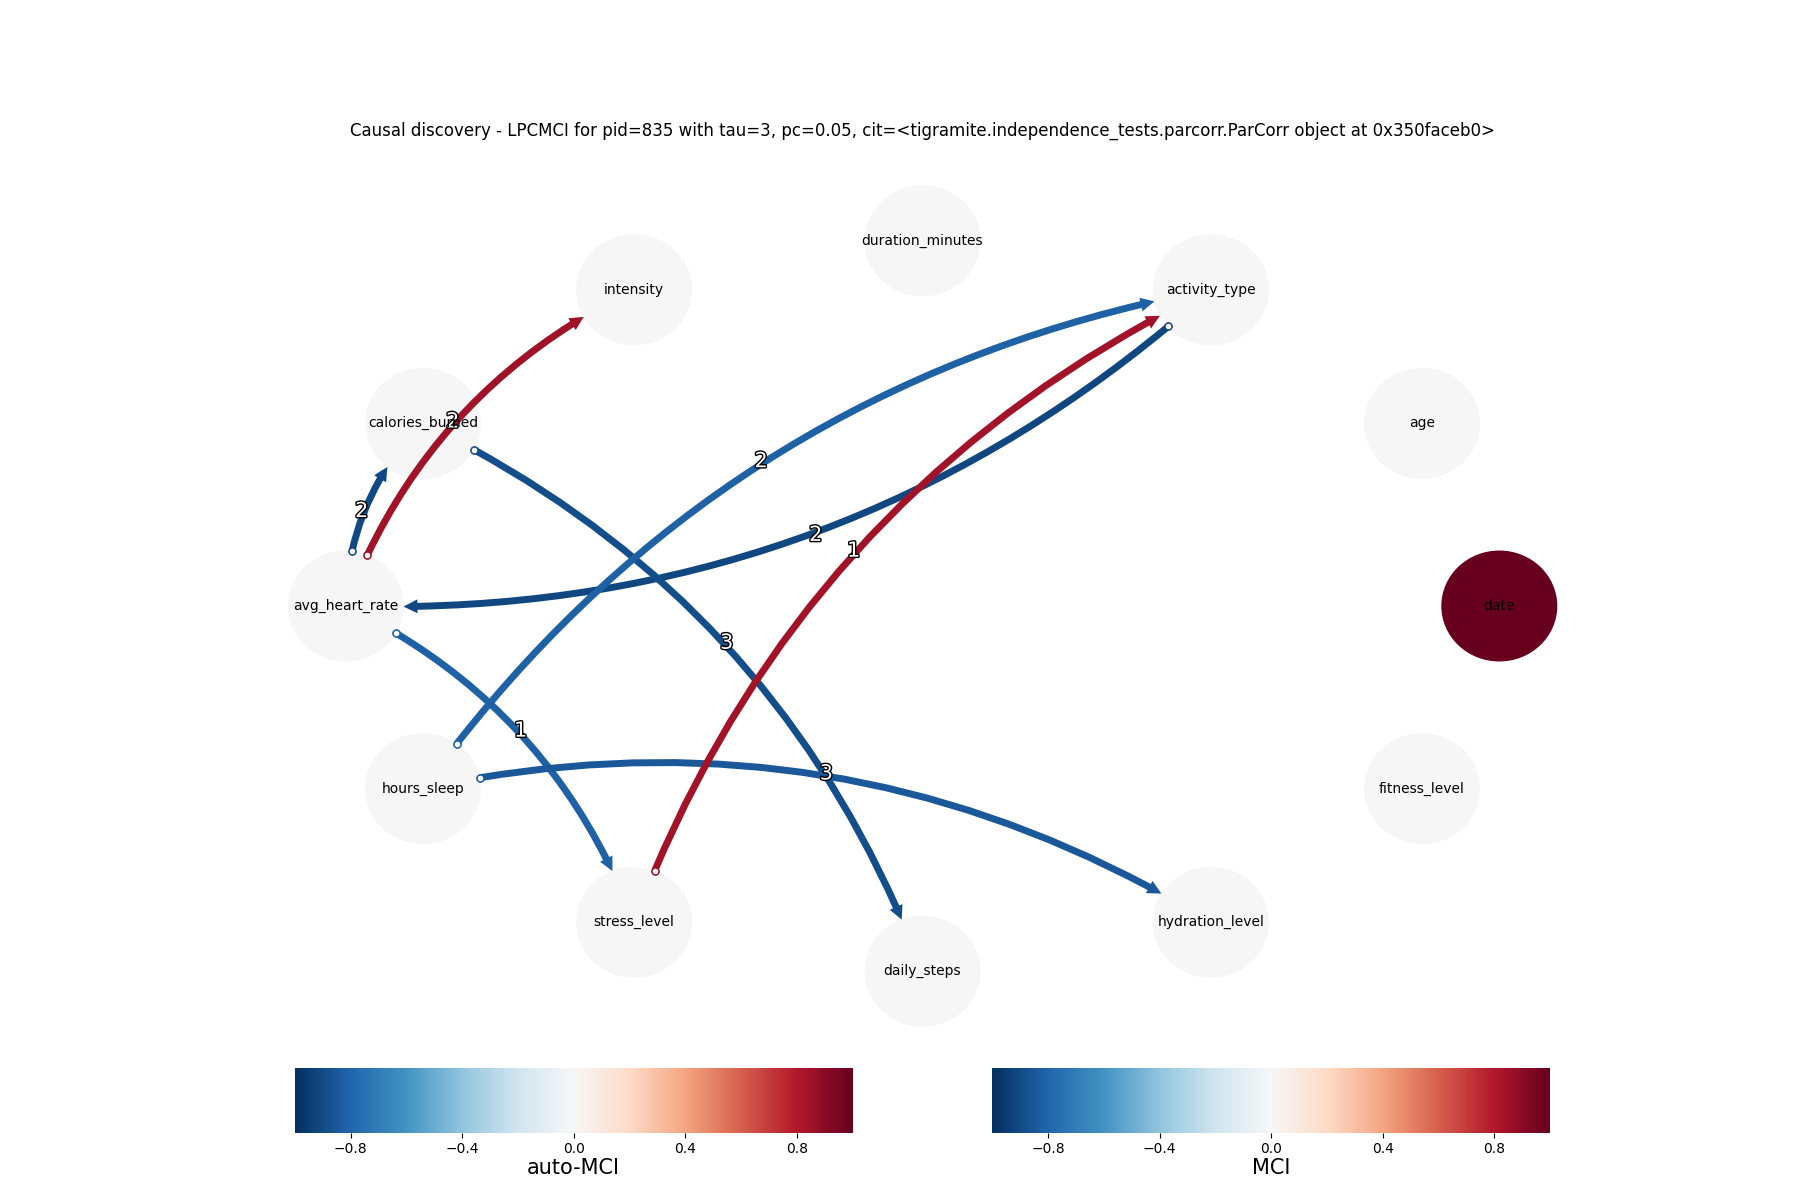 Causal discovery - LPCMCI for pid=835 with tau=3, pc=0.05, cit=<tigramite.independence_tests.parcorr.ParCorr object at 0x350faceb0>
duration_minutes
intensity
activity_type
calories_burned
2
age
2
2
2
1
avg_heart_rate
date
3
1
3
hours_sleep
fitness_level
stress_level
hydration_level
daily_steps
−0.8 −0.4 0.0 0.4 0.8
auto-MCI
−0.8 −0.4 0.0 0.4 0.8
MCI